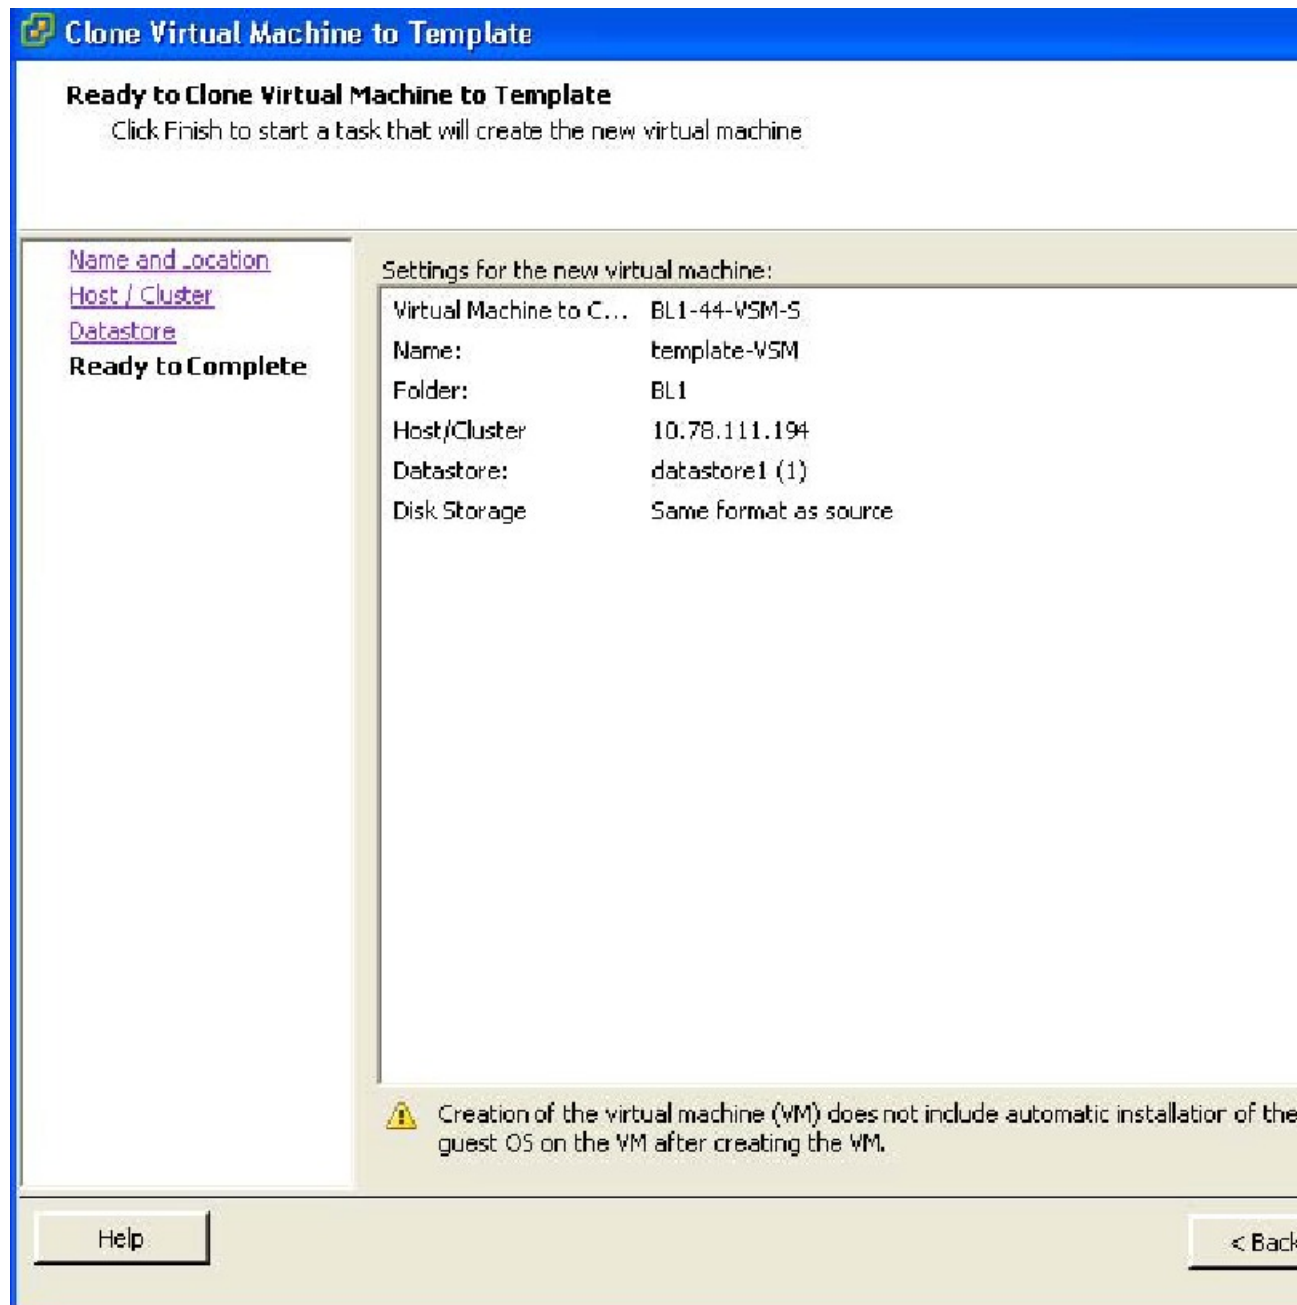 Clone Virtual Machine to Template
Ready to Clone Virtual Machine to Template
Click Finish to start a task that will create the new virtual machine
Name and Location
Host / Cluster
Datastore
Ready to Complete
Settings for the new virtual machine:
Virtual Machine to C... BL1-44-VSM-S
Name: template-VSM
Folder: BL1
Host/Cluster 10.78.111.194
Datastore: datastore1 (1)
Disk Storage Same format as source
Creation of the virtual machine (VM) does not include automatic installation of the
guest OS on the VM after creating the VM.
Help
< Back